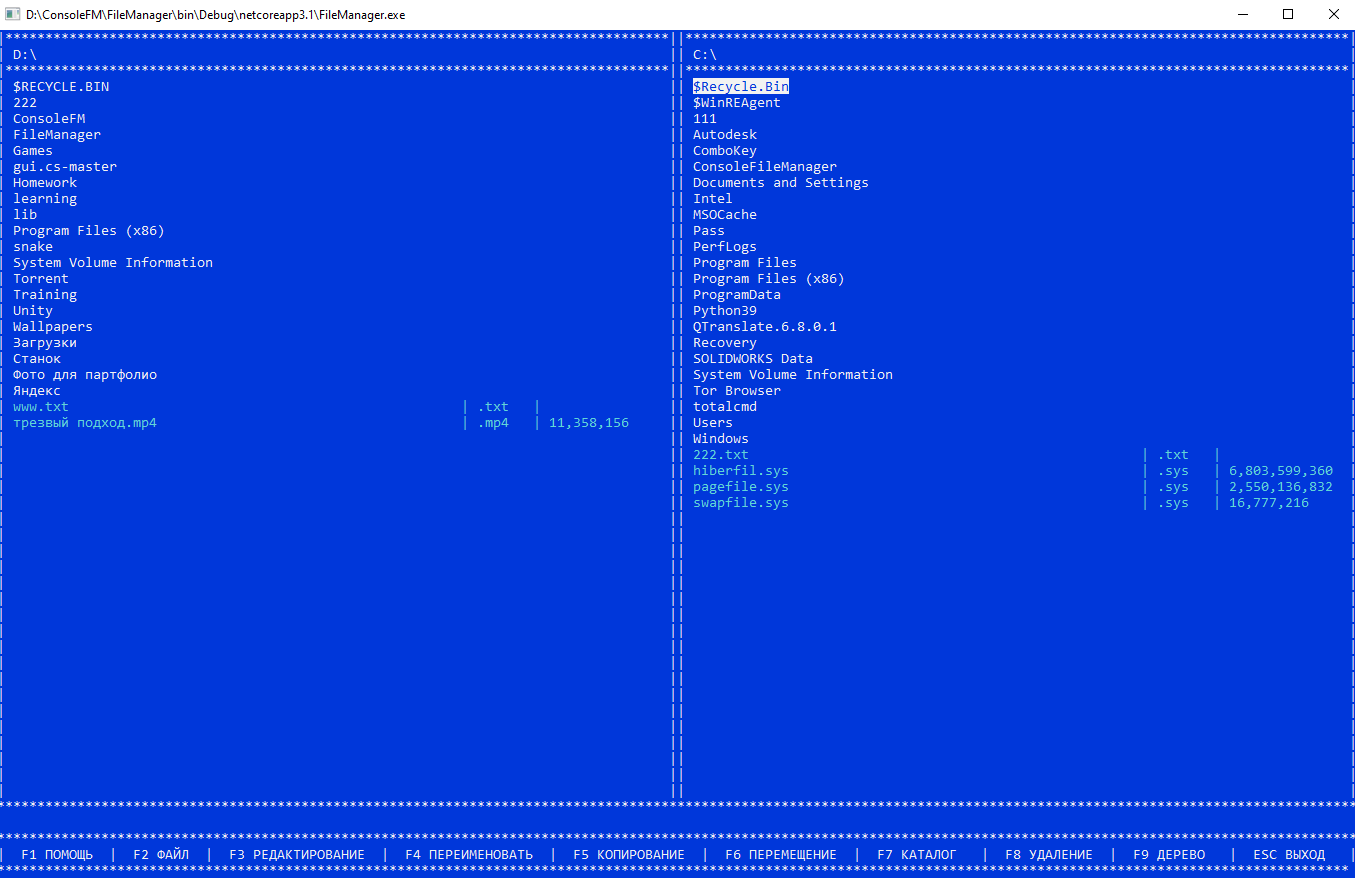 D:\ConsoleFM\FileManager\bin\Debug\netcoreapp3.1\FileManager.exe
D:\
$RECYCLE.BIN
222
ConsoleFM
FileManager
Games
gui.cs-master
Homework
learning
lib
Program Files (x86)
snake
System Volume Information
Torrent
Training
Unity
Wallpapers
Загрузки
Станок
Фото для партфолио
Яндекс
www.txt | .txt |
трезвый подход.mp4 | .mp4 | 11,358,156
C:\
$Recycle.Bin
$WinREAgent
111
Autodesk
ComboKey
ConsoleFileManager
Documents and Settings
Intel
MSOCache
Pass
PerfLogs
Program Files
Program Files (x86)
ProgramData
Python39
QTranslate.6.8.0.1
Recovery
SOLIDWORKS Data
System Volume Information
Tor Browser
totalcmd
Users
Windows
222.txt | .txt |
hiberfil.sys | .sys | 6,803,599,360
pagefile.sys | .sys | 2,550,136,832
swapfile.sys | .sys | 16,777,216
| F1 ПОМОЩЬ | F2 ФАЙЛ | F3 РЕДАКТИРОВАНИЕ | F4 ПЕРЕИМЕНОВАТЬ | F5 КОПИРОВАНИЕ | F6 ПЕРЕМЕЩЕНИЕ | F7 КАТАЛОГ | F8 УДАЛЕНИЕ | F9 ДЕРЕВО | ESC ВЫХОД |